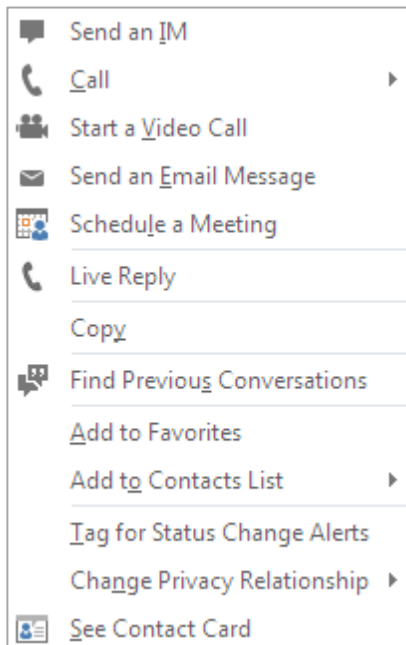 Send an IM
Call
Start a Video Call
Send an Email Message
Schedule a Meeting
Live Reply
Copy
Find Previous Conversations
Add to Favorites
Add to Contacts List
Tag for Status Change Alerts
Change Privacy Relationship
See Contact Card